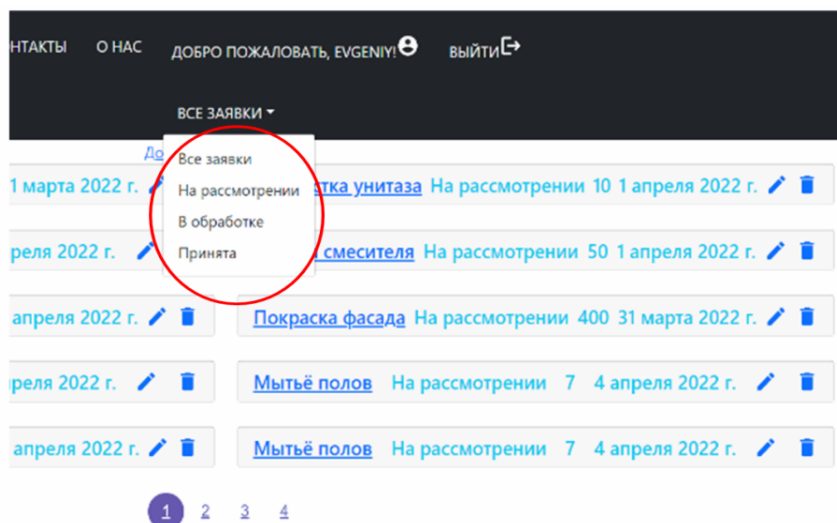 НТАКТЫ О НАС ДОБРО ПОЖАЛОВАТЬ, EVGENIY! ВЫЙТИ
ВСЕ ЗАЯВКИ
До
Все заявки
На рассмотрении
В обработке
Принята
1 марта 2022 г. тка унитаза На рассмотрении 10 1 апреля 2022 г.
реля 2022 г. смесителя На рассмотрении 50 1 апреля 2022 г.
апреля 2022 г. Покраска фасада На рассмотрении 400 31 марта 2022 г.
преля 2022 г. Мытьё полов На рассмотрении 7 4 апреля 2022 г.
апреля 2022 г. Мытьё полов На рассмотрении 7 4 апреля 2022 г.
1 2 3 4